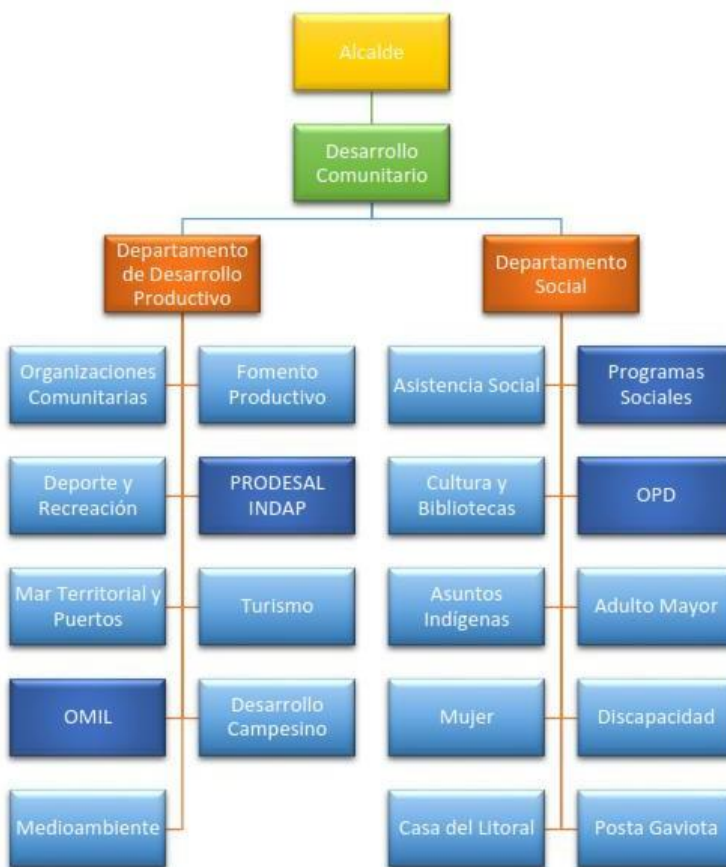 Alcalde
Desarrollo
Comunitario
Departamento
de Desarrollo
Productivo
Departamento
Social
Organizaciones
Comunitarias
Fomento
Productivo
Asistencia Social
Programas
Sociales
Deporte y
Recreación
PRODESAL
INDAP
Cultura y
Bibliotecas
OPD
Mar Territorial y
Puertos
Turismo
Asuntos
Indígenas
Adulto Mayor
OMIL
Desarrollo
Campesino
Mujer
Discapacidad
Medioambiente
Casa del Litoral
Posta Gaviota